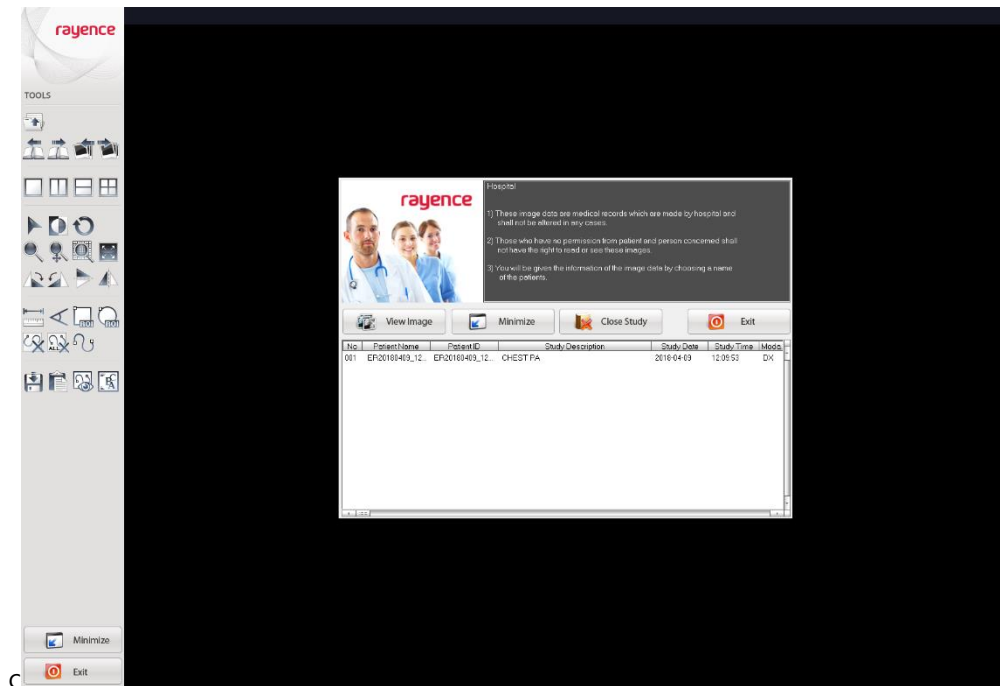 rayence
TOOLS
rayence
Hospital
1) These image data are medical records which are made by hospital and
shall not be altered in any cases.
2) Those who have no permission from patient and person concerned shall
not have the right to read or see these images.
3) You will be given the information of the image data by choosing a name
of the patients.
View Image Minimize Close Study Exit
No Patient Name Patient ID Study Description Study Date Study Time Moda
001 ER20180409_12... ER20180409_12... CHEST PA 2018-04-09 12:09:53 DX
Minimize
C Exit